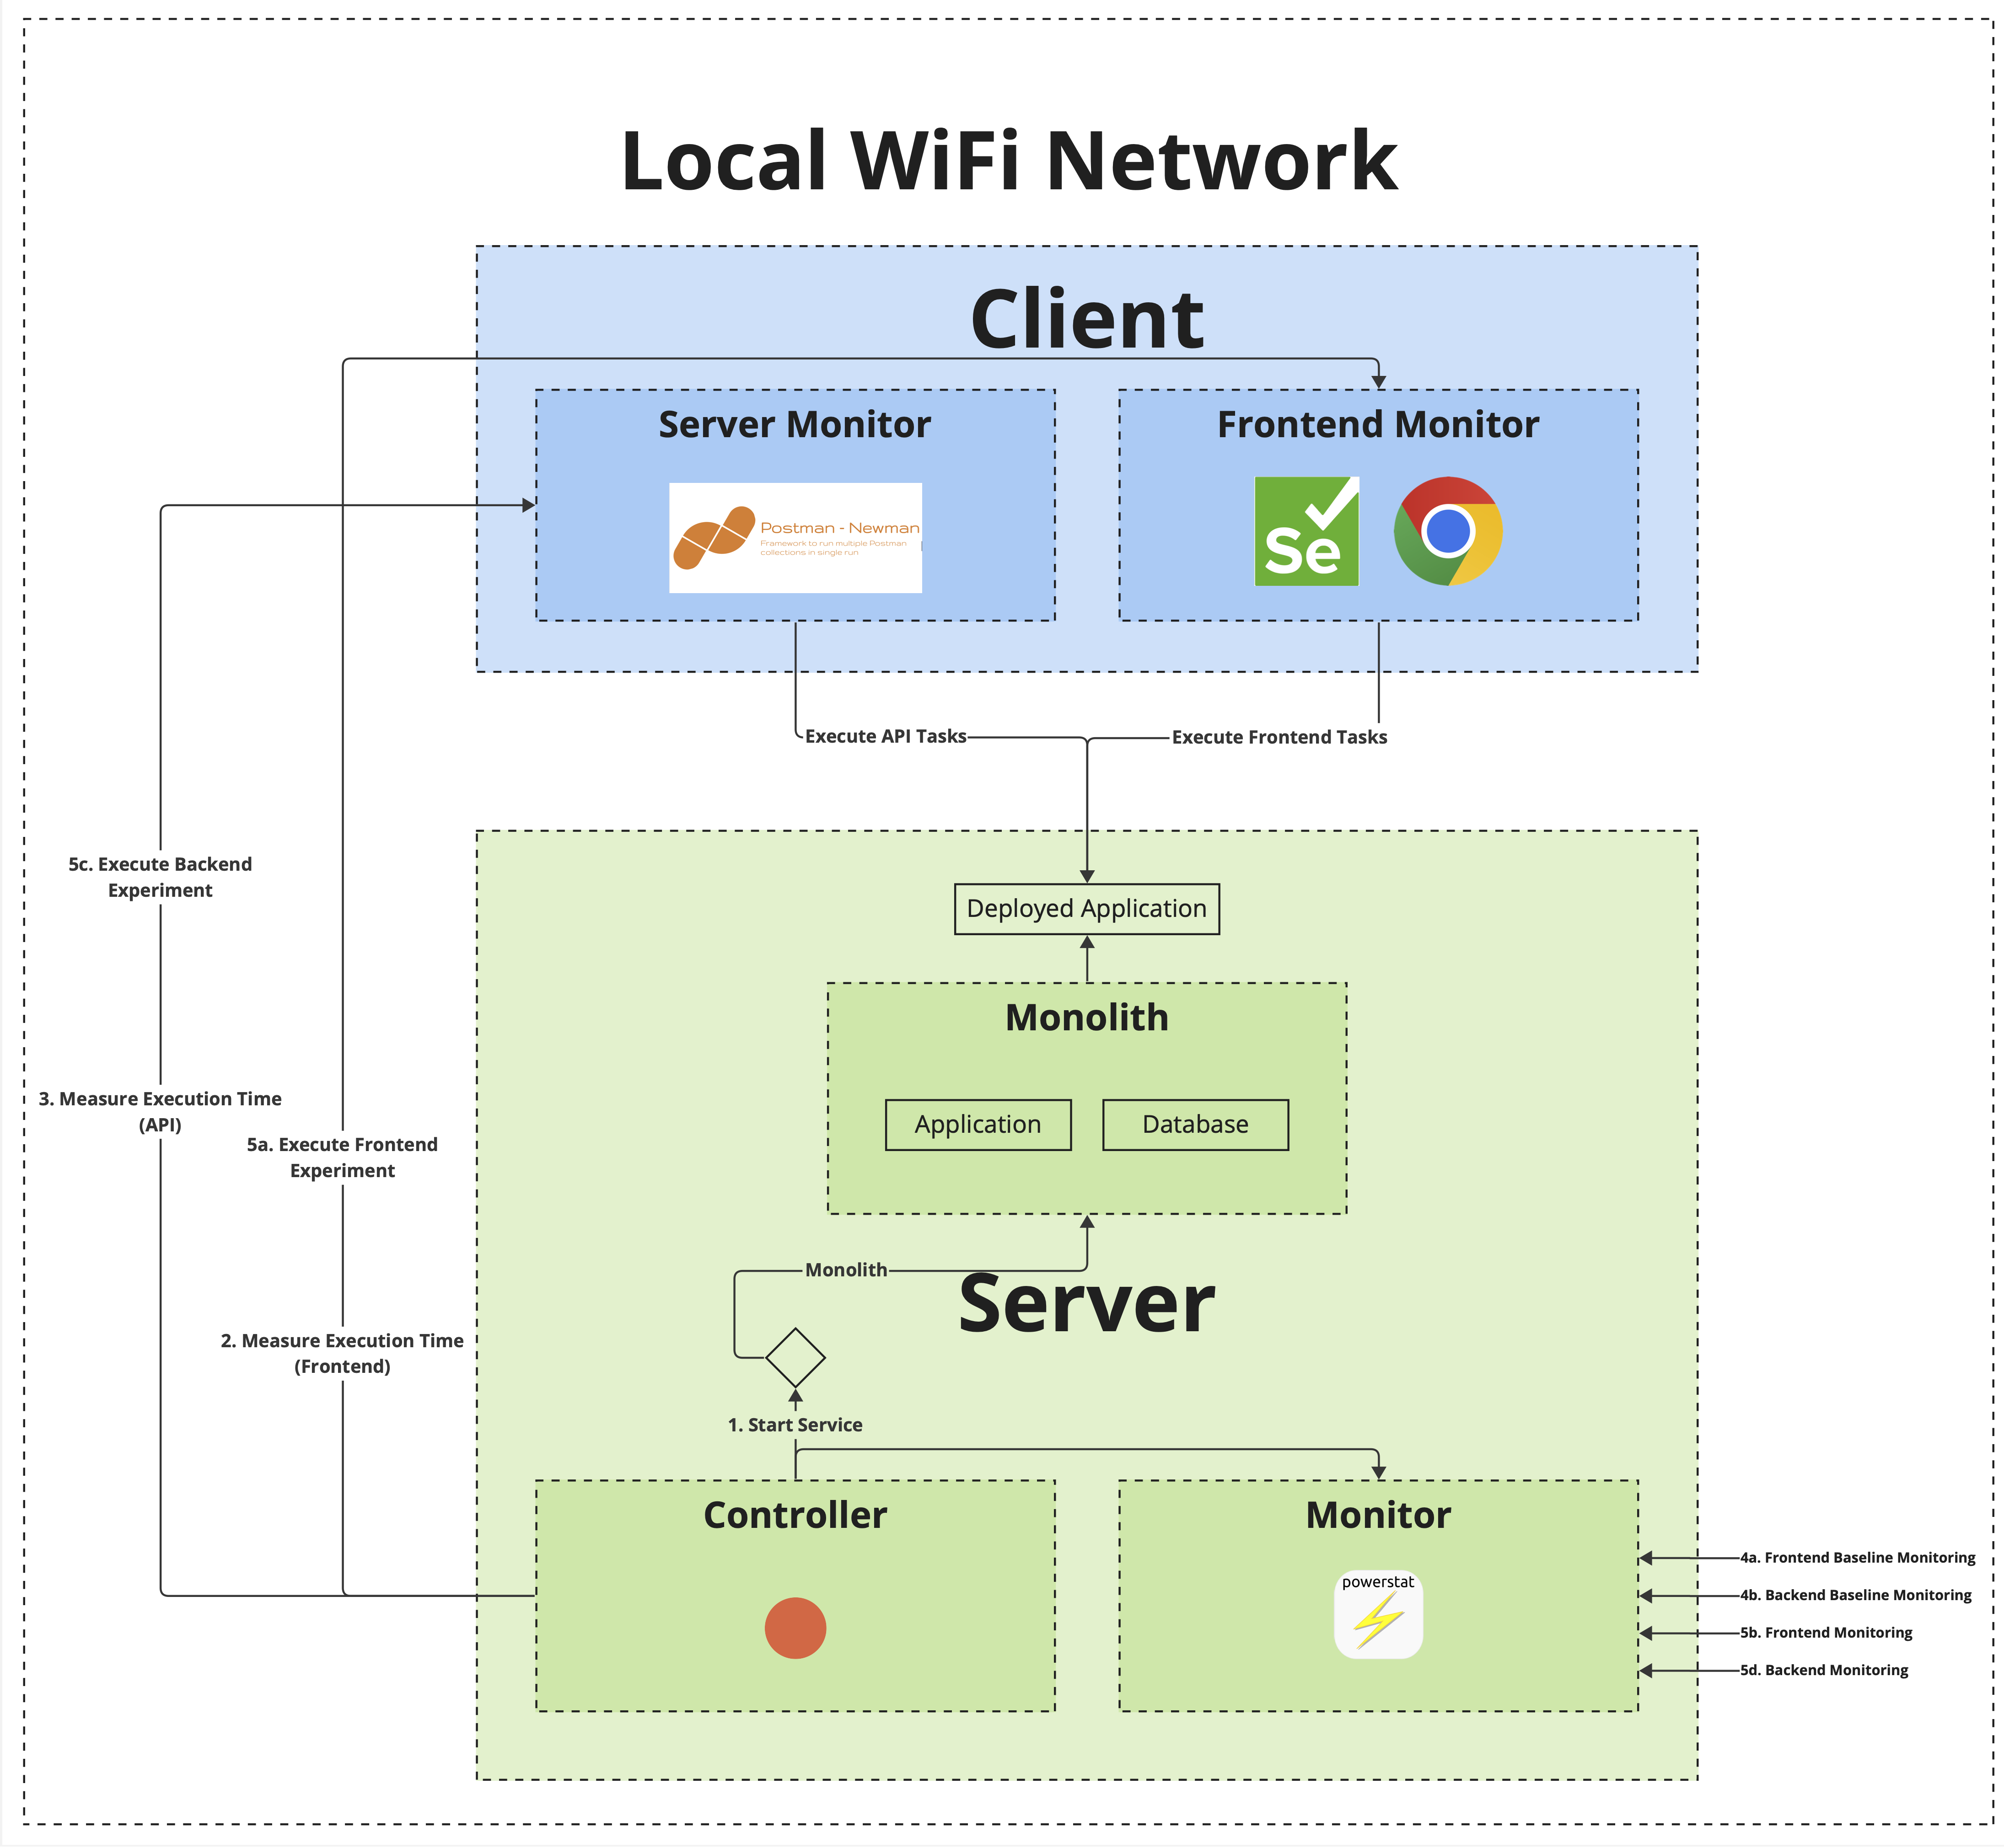 Local WiFi Network
Client
Server Monitor
Frontend Monitor
Postman - Newman
Framework to run multiple Postman
collections in single run
Se
Execute API Tasks
Execute Frontend Tasks
5c. Execute Backend
Experiment
Deployed Application
Monolith
3. Measure Execution Time
(API)
Application
Database
5a. Execute Frontend
Experiment
Monolith
Server
2. Measure Execution Time
(Frontend)
1. Start Service
Controller
Monitor
powerstat
4a. Frontend Baseline Monitoring
4b. Backend Baseline Monitoring
5b. Frontend Monitoring
5d. Backend Monitoring